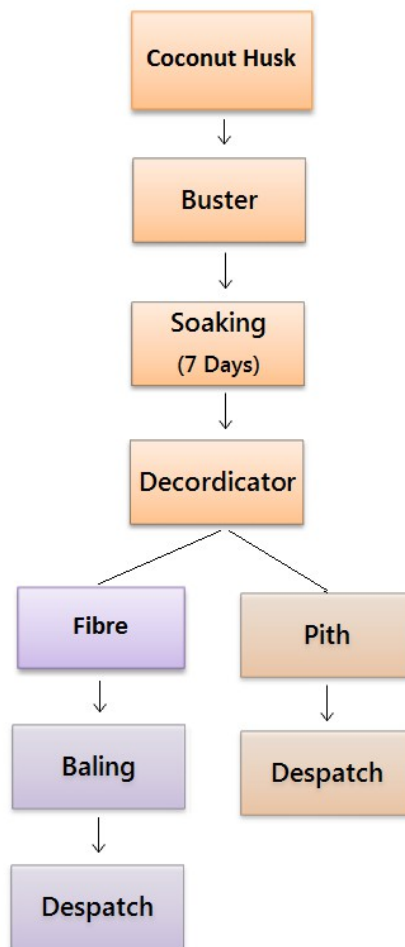 Coconut Husk
Buster
Soaking
(7 Days)
Decordicator
Fibre
Pith
Baling
Despatch
Despatch